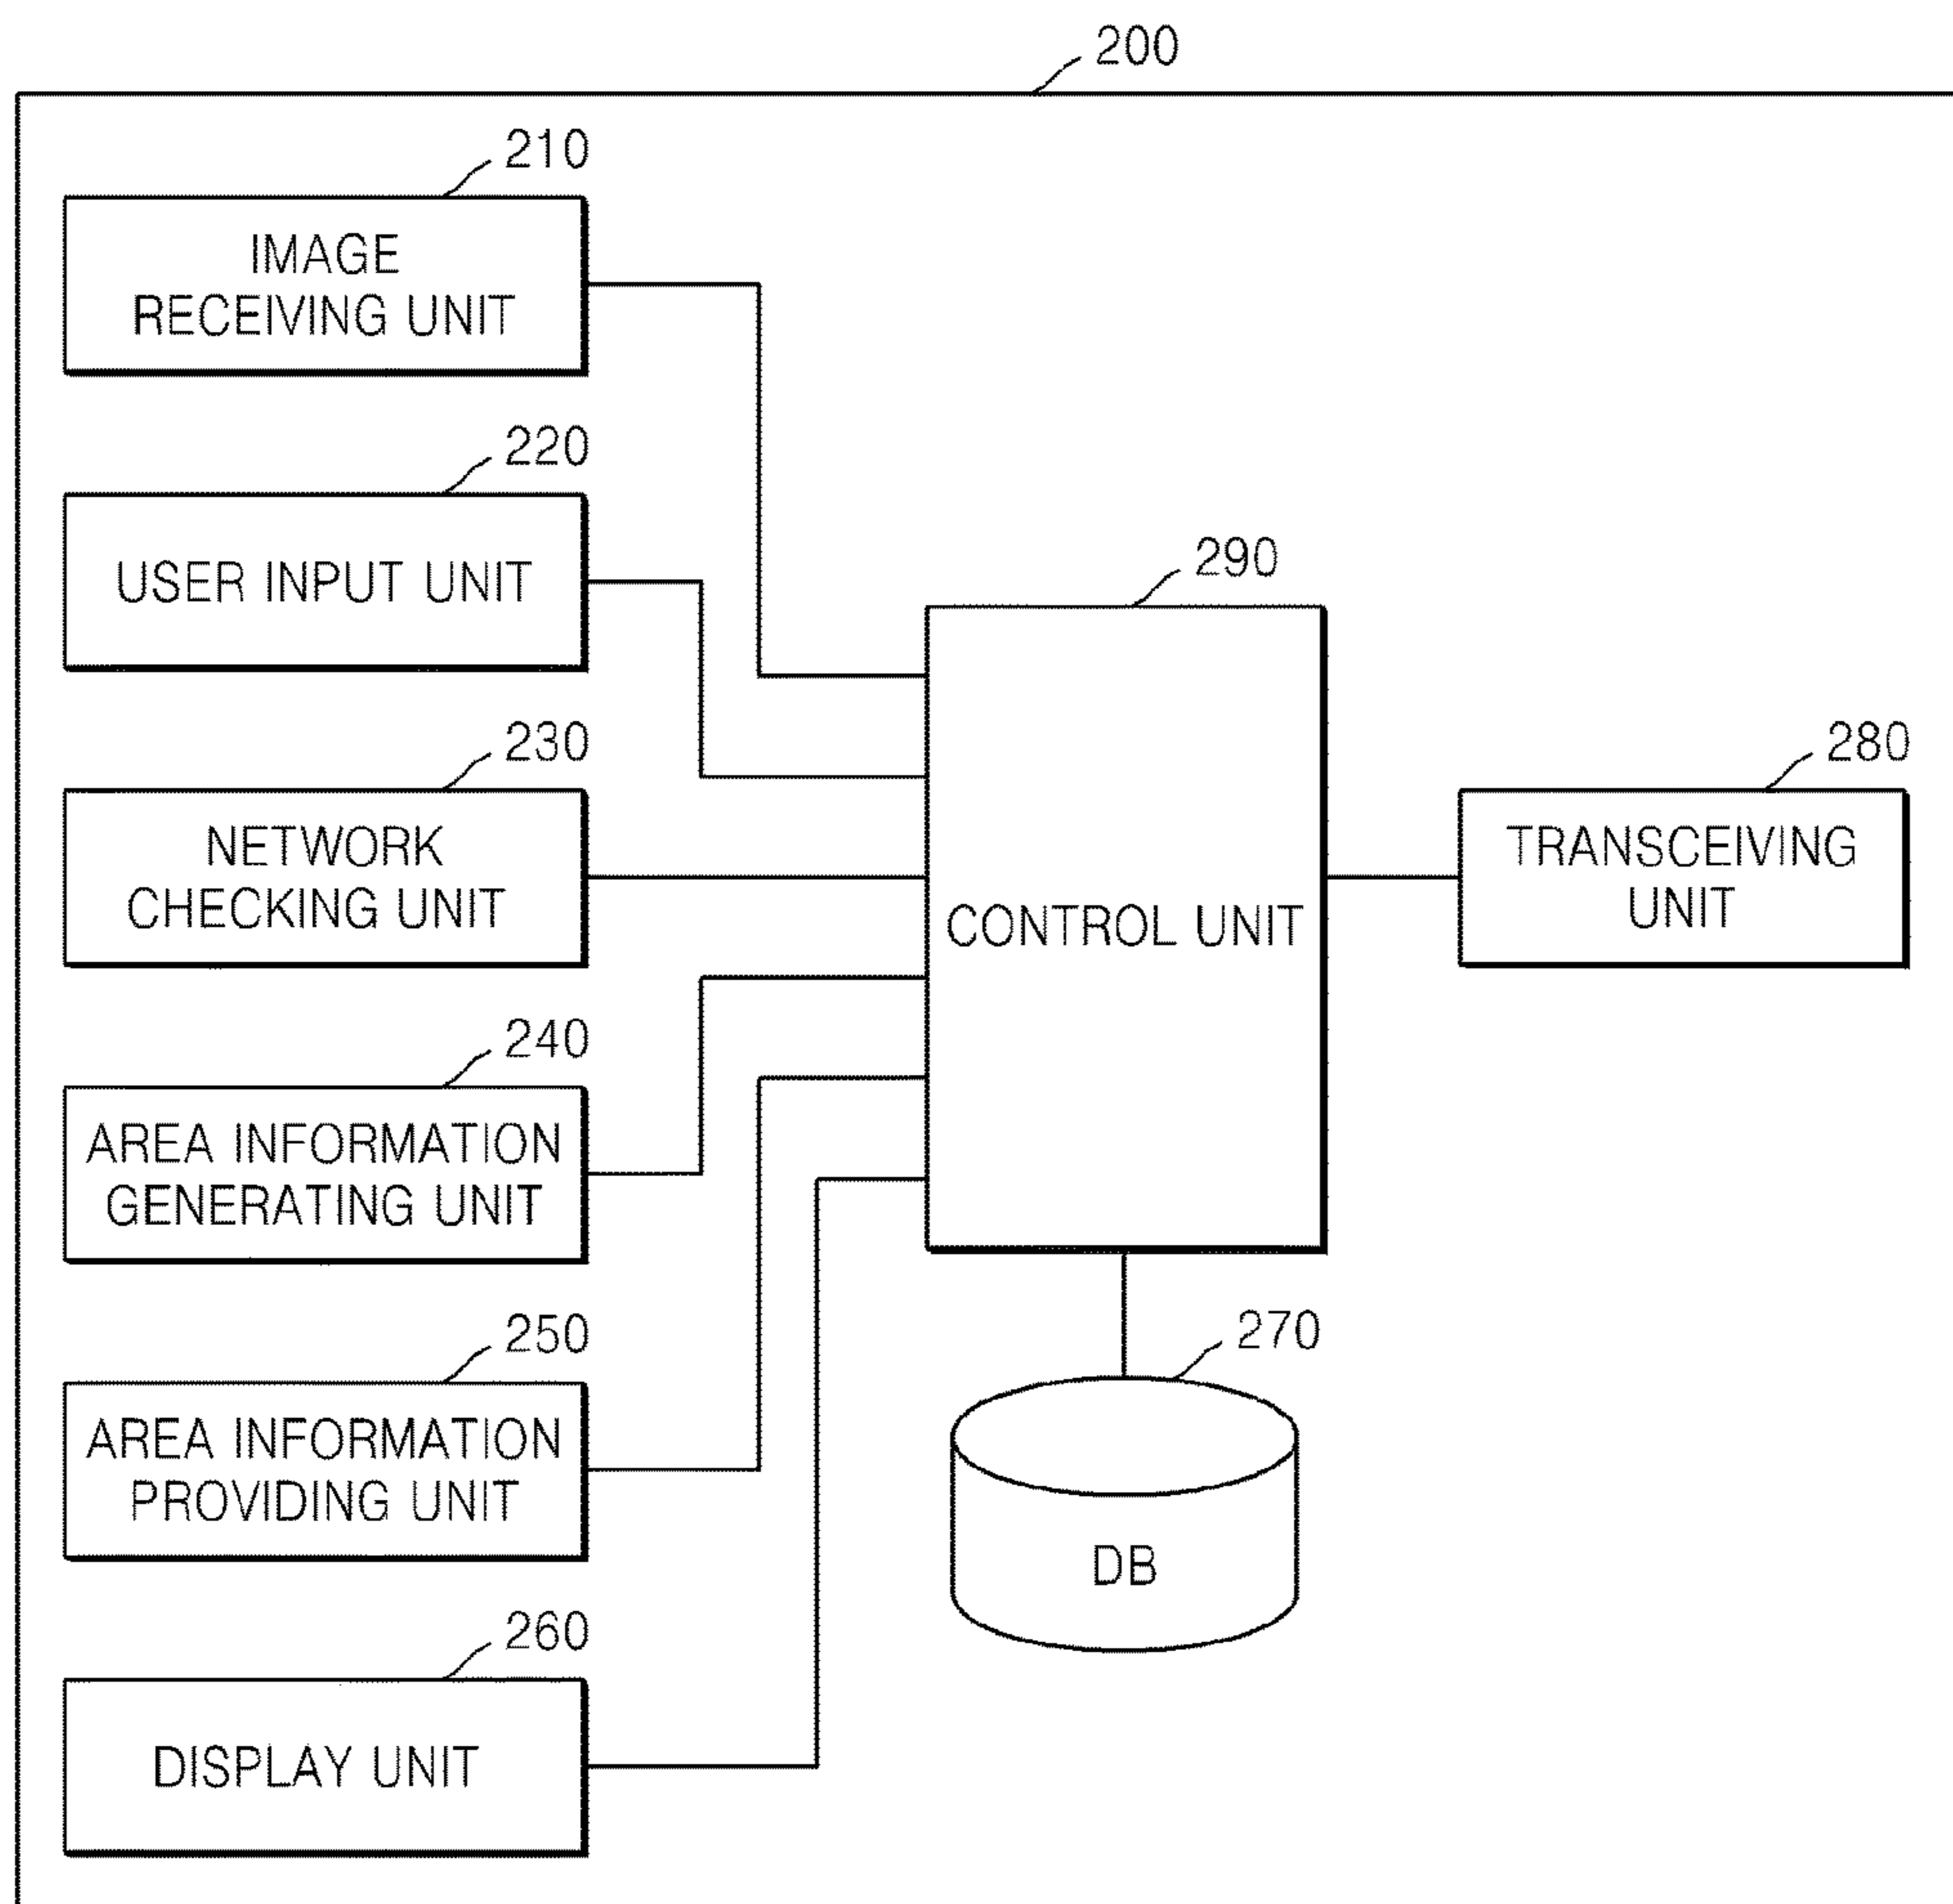 200
210
IMAGE
RECEIVING UNIT
220
USER INPUT UNIT
230
NETWORK
CHECKING UNIT
240
AREA INFORMATION
GENERATING UNIT
250
AREA INFORMATION
PROVIDING UNIT
260
DISPLAY UNIT
290
CONTROL UNIT
270
DB
280
TRANSCEIVING
UNIT